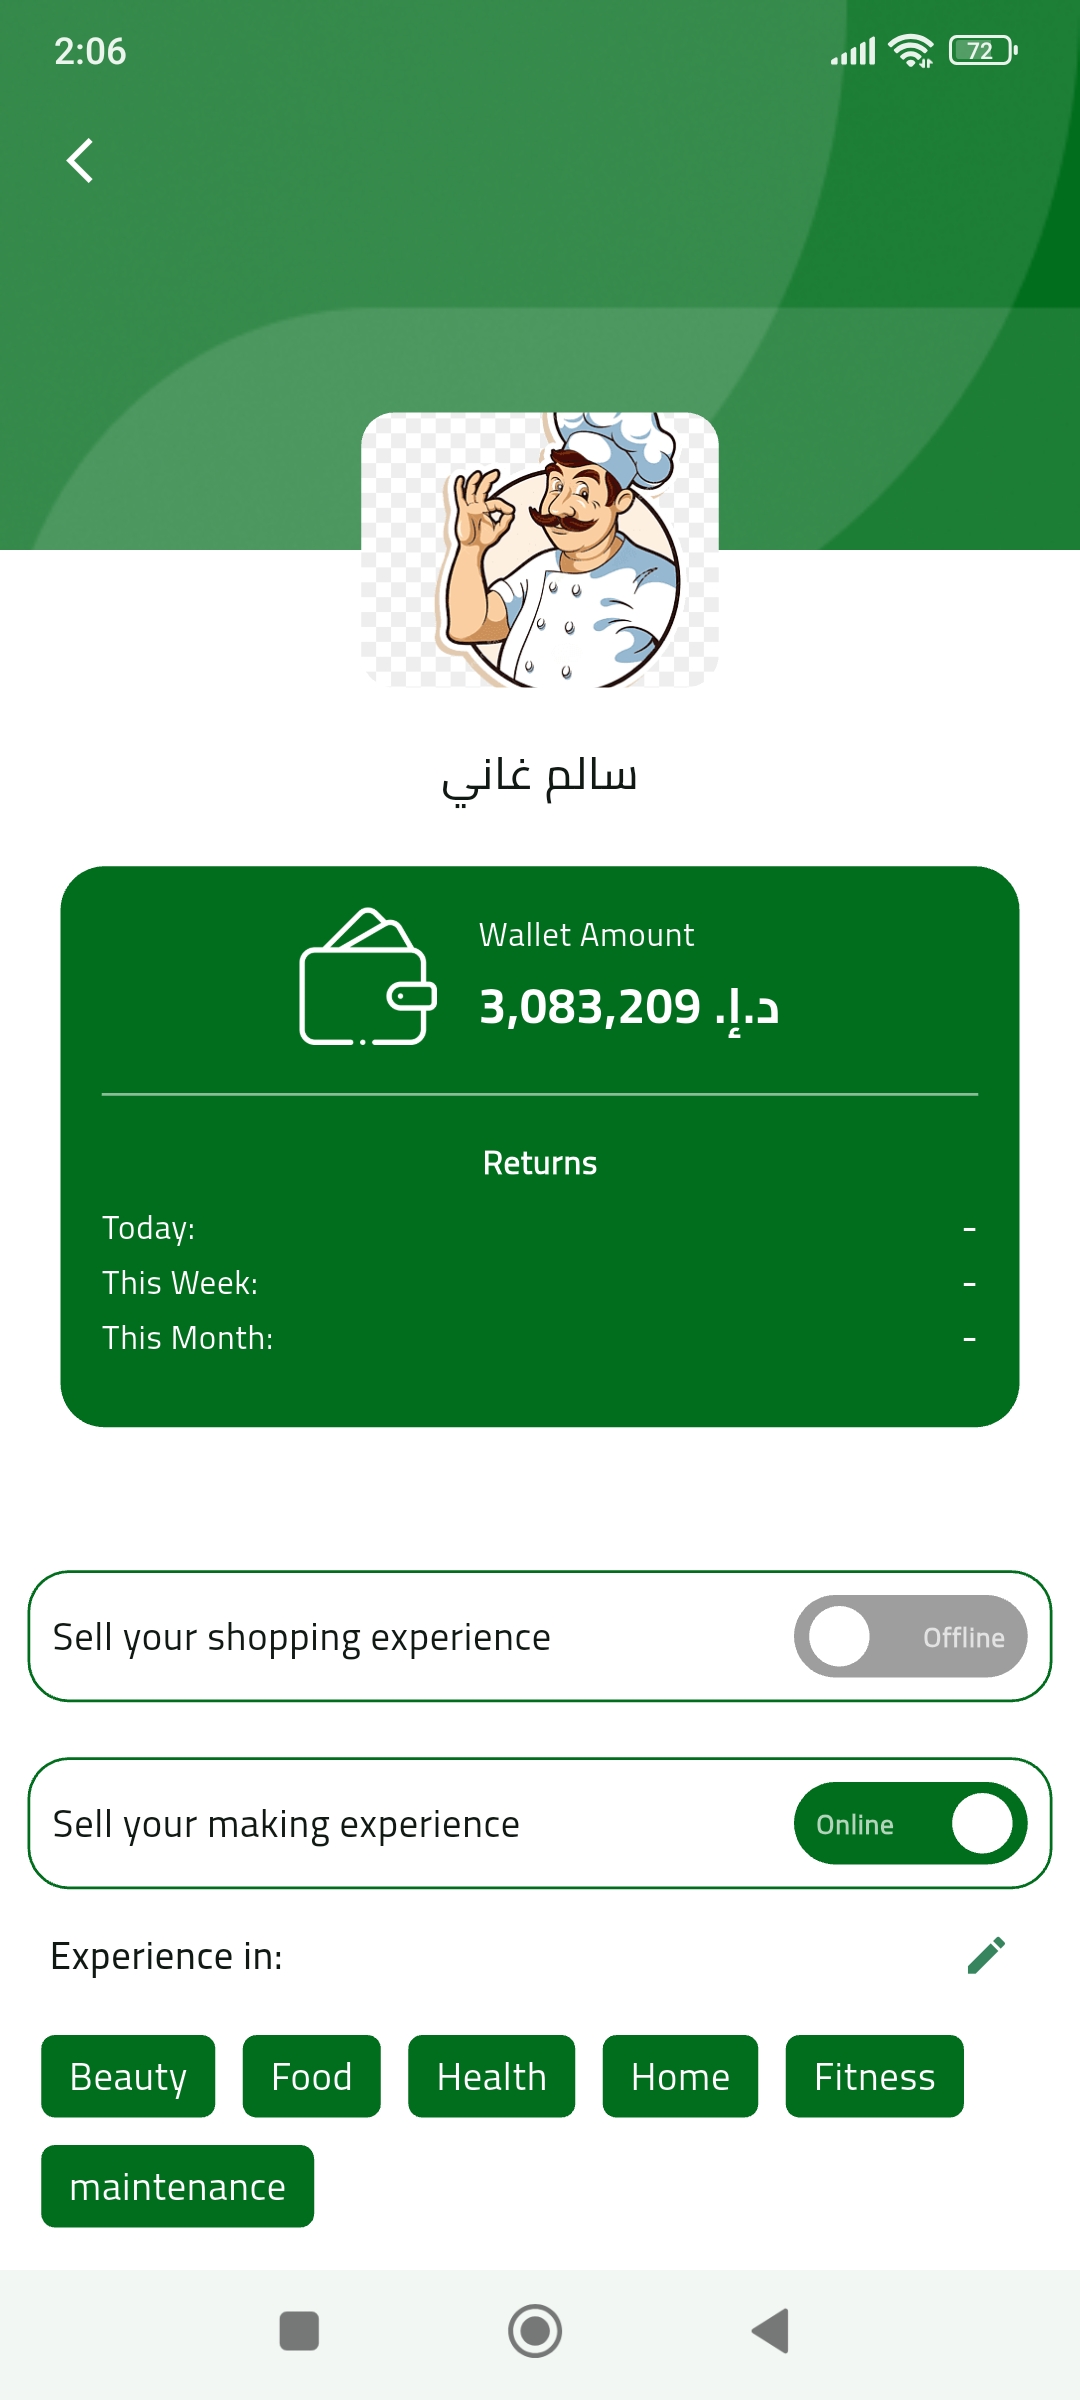 2:06
72
سالم غاني
Wallet Amount
3,083,209 د.إ.
Returns
Today: -
This Week: -
This Month: -
Sell your shopping experience Offline
Sell your making experience Online
Experience in:
Beauty Food Health Home Fitness
maintenance